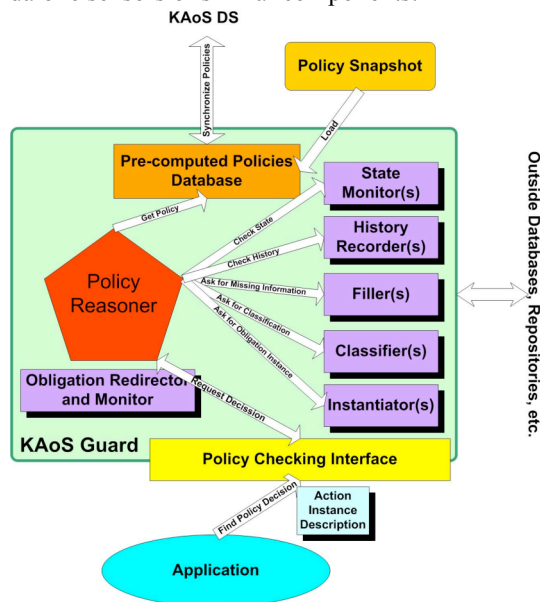 KAoS DS
Synchronize Policies
Policy Snapshot
Load
Pre-computed Policies
Database
State
Monitor(s)
Get Policy
Check State
History
Recorder(s)
Check History
Policy
Reasoner
Ask for Missing Information
Filler(s)
Ask for Classification
Classifier(s)
Ask for Obligation Instance
Instantiator(s)
Obligation Redirector
and Monitor
Request Decission
KAoS Guard
Policy Checking Interface
Outside Databases, Repositories, etc.
Find Policy Decision
Action
Instance
Description
Application